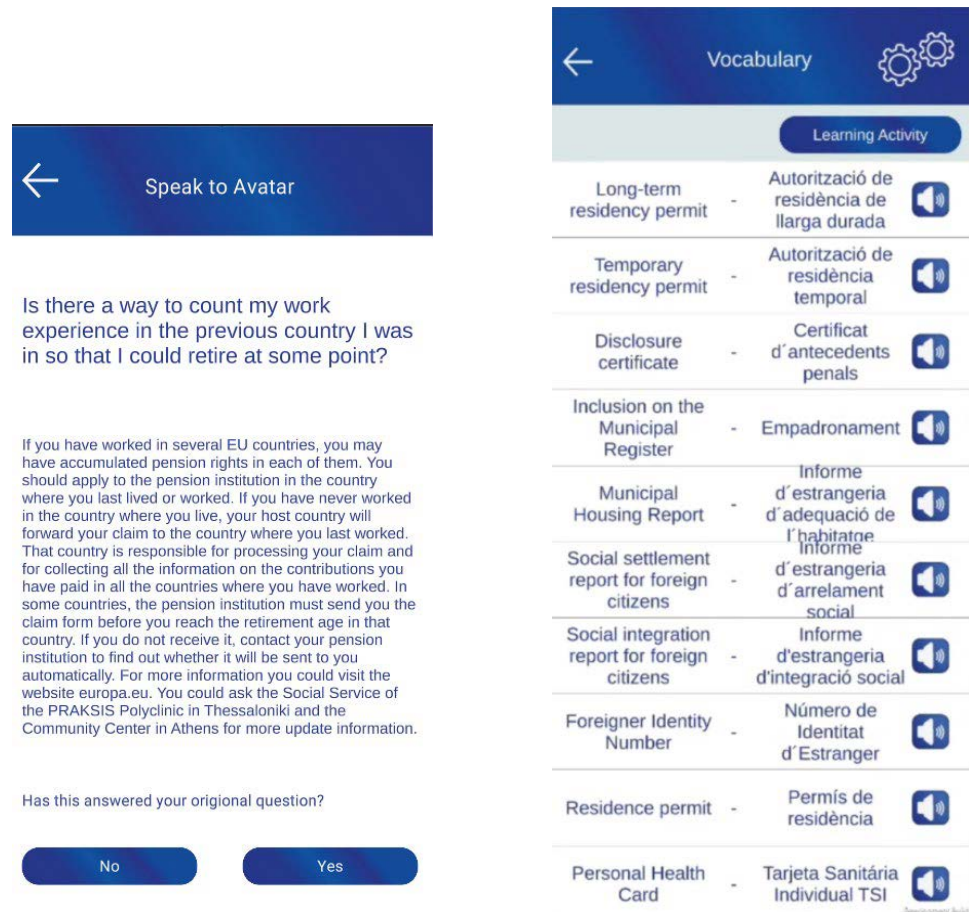 Speak to Avatar
Is there a way to count my work
experience in the previous country I was
in so that I could retire at some point?
If you have worked in several EU countries, you may
have accumulated pension rights in each of them. You
should apply to the pension institution in the country
where you last lived or worked. If you have never worked
in the country where you live, your host country will
forward your claim to the country where you last worked.
That country is responsible for processing your claim and
for collecting all the information on the contributions you
have paid in all the countries where you have worked. In
some countries, the pension institution must send you the
claim form before you reach the retirement age in that
country. If you do not receive it, contact your pension
institution to find out whether it will be sent to you
automatically. For more information you could visit the
website europa.eu. You could ask the Social Service of
the PRAKSIS Polyclinic in Thessaloniki and the
Community Center in Athens for more update information.
Has this answered your origional question?
No
Yes
Vocabulary
Learning Activity
Long-term
residency permit
-
Autorització de
residència de
llarga durada
Temporary
residency permit
-
Autorització de
residència
temporal
Disclosure
certificate
-
Certificat
d´antecedents
penals
Inclusion on the
Municipal
Register
-
Empadronament
Municipal
Housing Report
-
Informe
d´estrangeria
d´adequació de
l´habitatge
Social settlement
report for foreign
citizens
-
Informe
d´estrangeria
d´arrelament
social
Social integration
report for foreign
citizens
-
Informe
d'estrangeria
d'integració social
Foreigner Identity
Number
-
Número de
Identitat
d´Estranger
Residence permit
-
Permís de
residència
Personal Health
Card
-
Tarjeta Sanitária
Individual TSI
Development Build